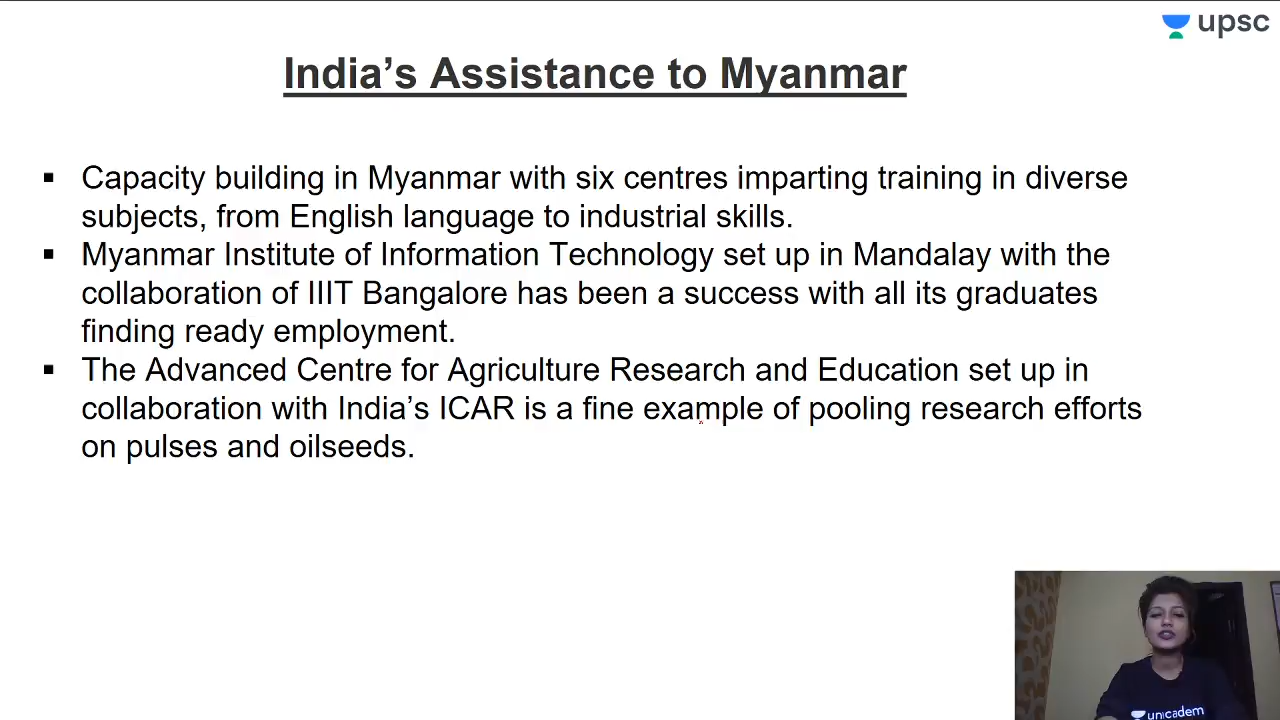 upsc
India’s Assistance to Myanmar
▪ Capacity building in Myanmar with six centres imparting training in diverse
subjects, from English language to industrial skills.
▪ Myanmar Institute of Information Technology set up in Mandalay with the
collaboration of IIIT Bangalore has been a success with all its graduates
finding ready employment.
▪ The Advanced Centre for Agriculture Research and Education set up in
collaboration with India’s ICAR is a fine example of pooling research efforts
on pulses and oilseeds.
unacadem